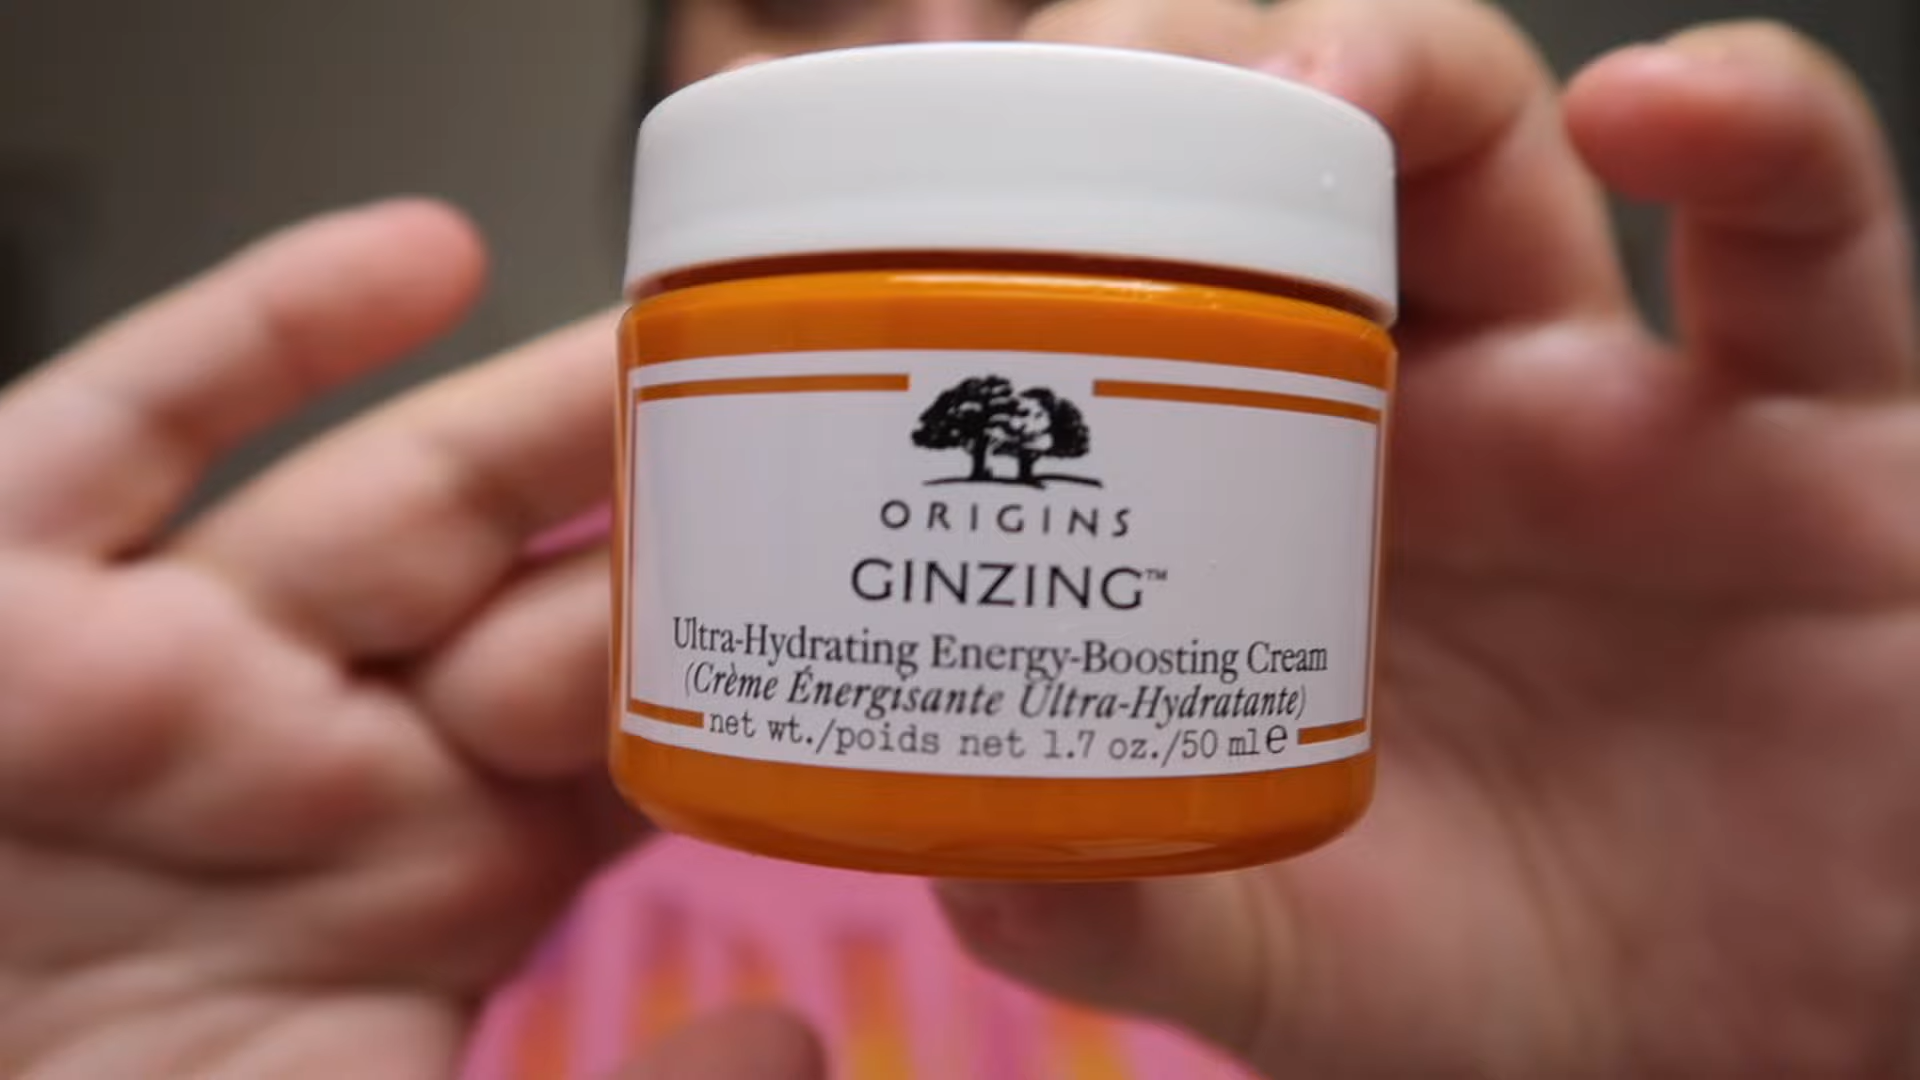 ORIGINS
GINZING™
Ultra-Hydrating Energy-Boosting Cream
(Crème Énergisante Ultra-Hydratante)
net wt./poids net 1.7 oz./50 ml ℮